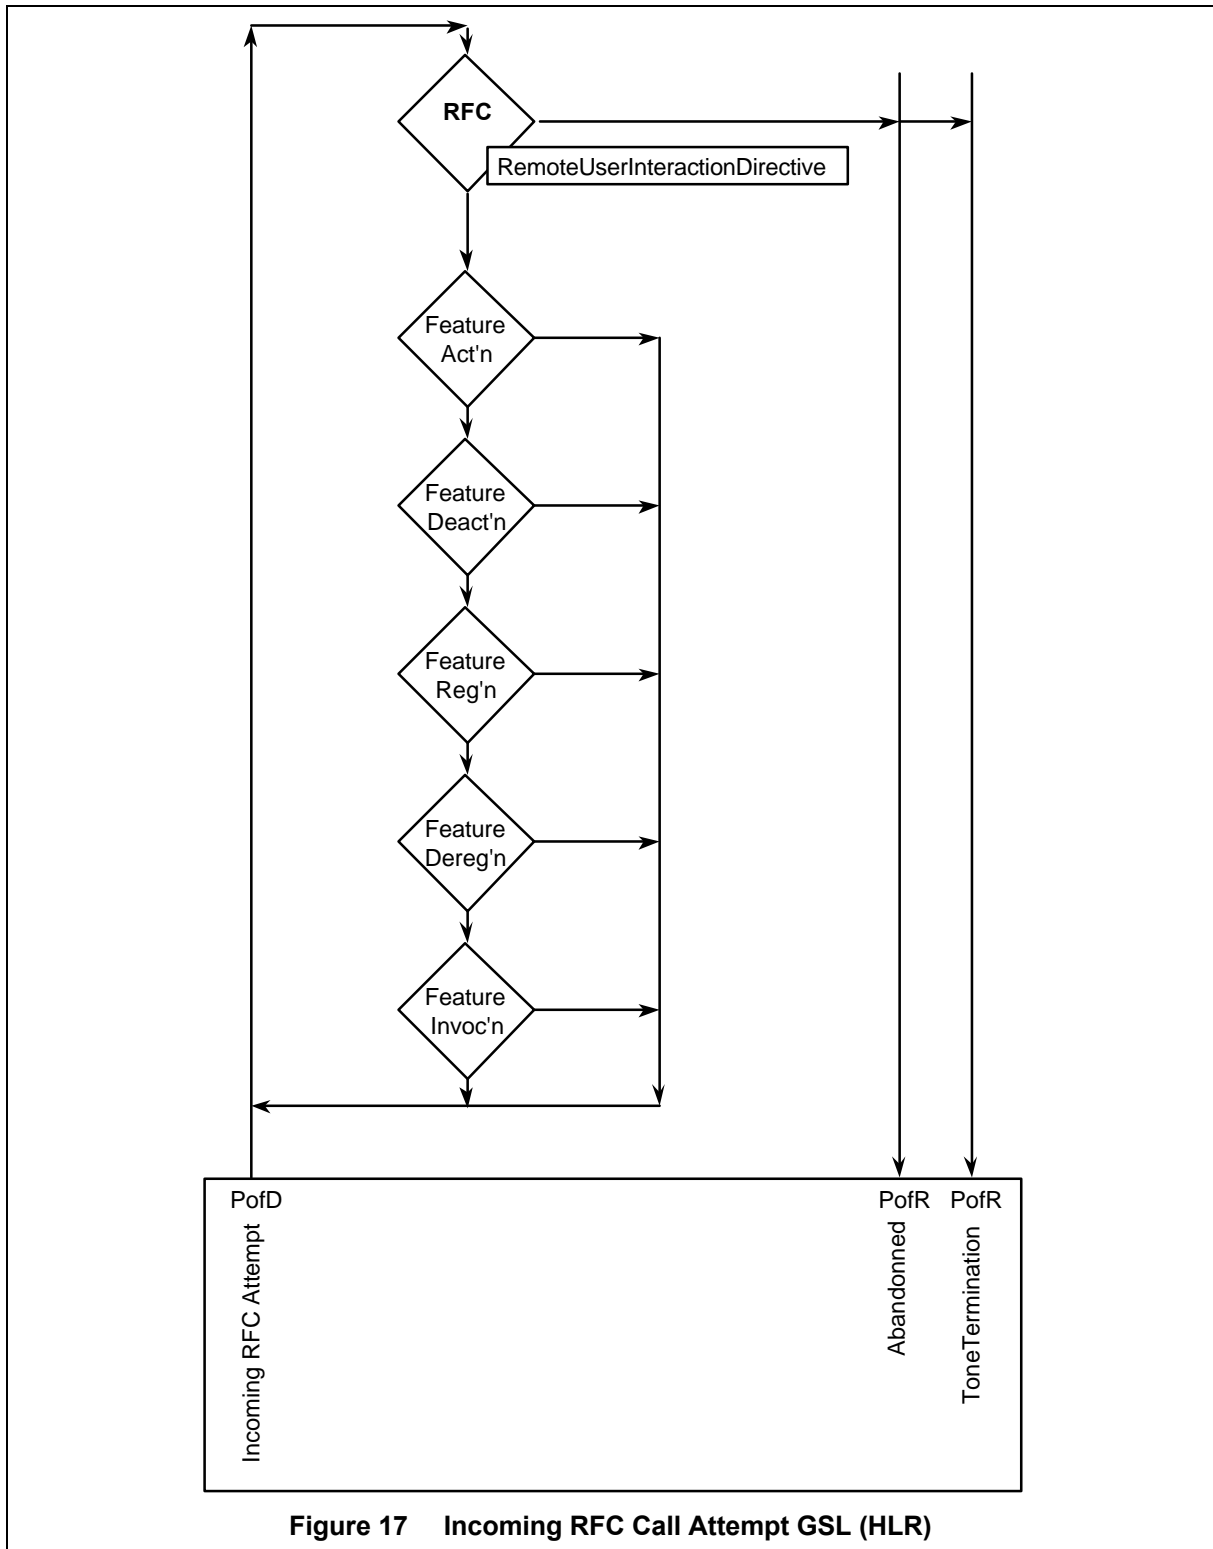 RFC
RemoteUserInteractionDirective
Feature
Act'n
Feature
Deact'n
Feature
Reg'n
Feature
Dereg'n
Feature
Invoc'n
PofD
PofR
PofR
Incoming RFC Attempt
Abandonned
ToneTermination
Figure 17 Incoming RFC Call Attempt GSL (HLR)